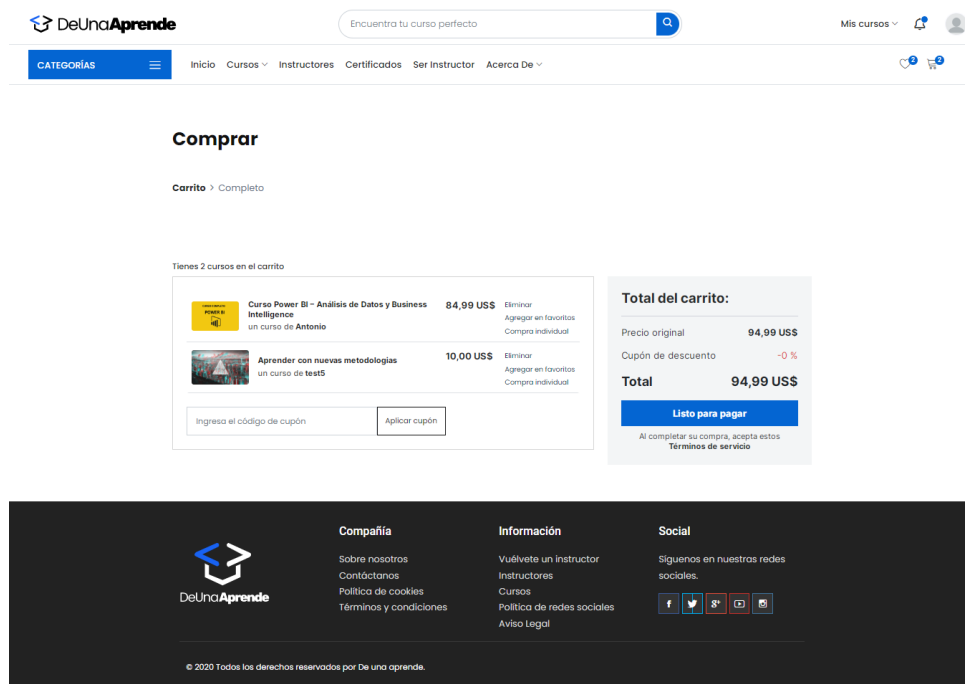 DeUnaAprende
Encuentra tu curso perfecto
Mis cursos
CATEGORÍAS
Inicio Cursos Instructores Certificados Ser Instructor Acerca De
2 2
Comprar
Carrito > Completo
Tienes 2 cursos en el carrito
Curso Power BI – Análisis de Datos y Business
Intelligence
un curso de Antonio
84,99 US$
Eliminar
Agregar en favoritos
Compra individual
POWER BI
Aprender con nuevas metodologias
un curso de test5
10,00 US$
Eliminar
Agregar en favoritos
Compra individual
Ingresa el código de cupón
Aplicar cupón
Total del carrito:
Precio original 94,99 US$
Cupón de descuento -0 %
Total 94,99 US$
Listo para pagar
Al completar su compra, acepta estos
Términos de servicio
DeUnaAprende
Compañía
Sobre nosotros
Contáctanos
Política de cookies
Términos y condiciones
Información
Vuélvete un instructor
Instructores
Cursos
Política de redes sociales
Aviso Legal
Social
Síguenos en nuestras redes
sociales.
© 2020 Todos los derechos reservados por De una aprende.